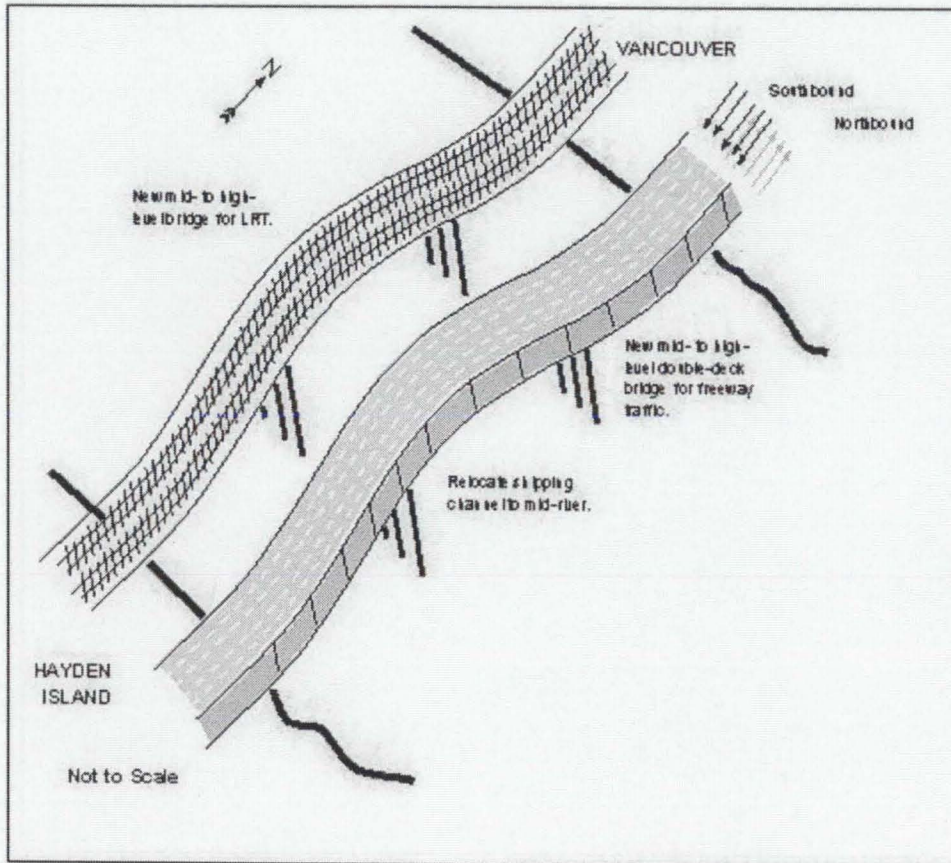 VANCOUVER
Southbound
Northbound
N
New mid- to high-
level bridge for LRT.
New mid- to high-
level double-deck
bridge for freeway
traffic.
Relocate shipping
channel to mid-river.
HAYDEN
ISLAND
Not to Scale